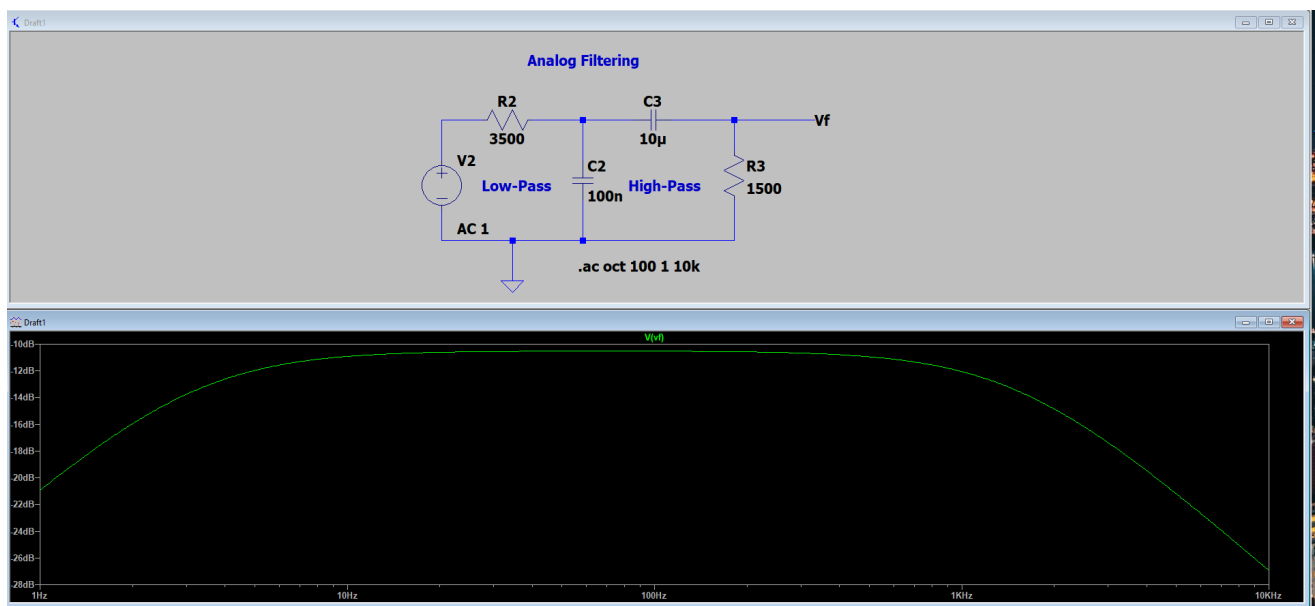 Draft1
Analog Filtering
R2
3500
C3
10µ
Vf
V2
Low-Pass
C2
100n
High-Pass
R3
1500
AC 1
.ac oct 100 1 10k
Draft1
V(vf)
-10dB
-12dB
-14dB
-16dB
-18dB
-20dB
-22dB
-24dB
-26dB
-28dB
1Hz
10Hz
100Hz
1KHz
10KHz